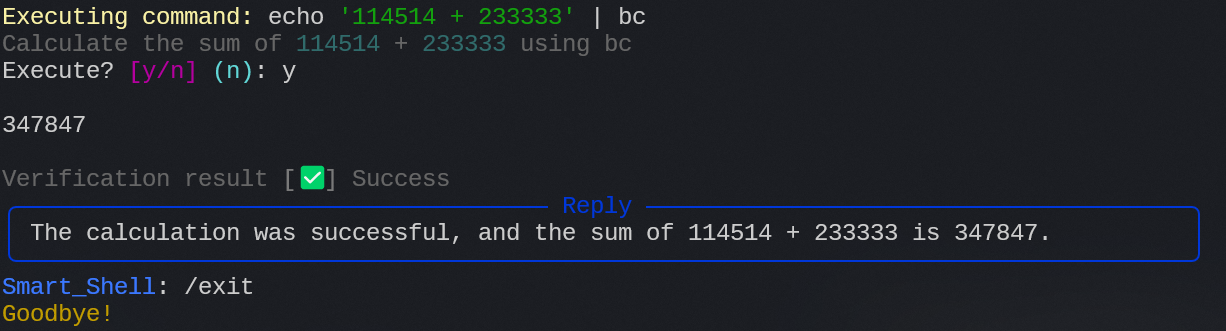 Executing command: echo '114514 + 233333' | bc
Calculate the sum of 114514 + 233333 using bc
Execute? [y/n] (n): y
347847
Verification result [✅] Success
Reply
The calculation was successful, and the sum of 114514 + 233333 is 347847.
Smart_Shell: /exit
Goodbye!